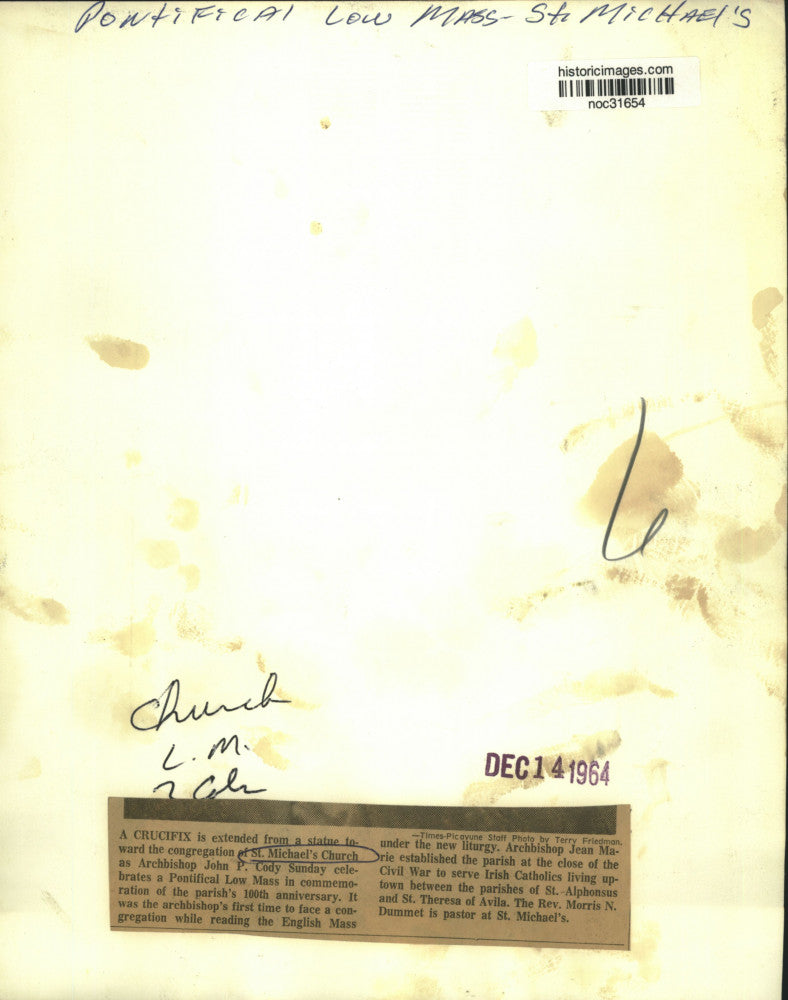 PONTIFICAL LOW MASS - St. MICHAEL'S
historicimages.com
noc31654
6
Church
L. M.
2 Col
DEC 14 1964
A CRUCIFIX is extended from a statue to-
ward the congregation of St. Michael's Church
as Archbishop John P. Cody Sunday cele-
brates a Pontifical Low Mass in commemo-
ration of the parish's 100th anniversary. It
was the archbishop's first time to face a con-
gregation while reading the English Mass
—Times-Picayune Staff Photo by Terry Friedman.
under the new liturgy. Archbishop Jean Ma-
rie established the parish at the close of the
Civil War to serve Irish Catholics living up-
town between the parishes of St. Alphonsus
and St. Theresa of Avila. The Rev. Morris N.
Dummet is pastor at St. Michael's.